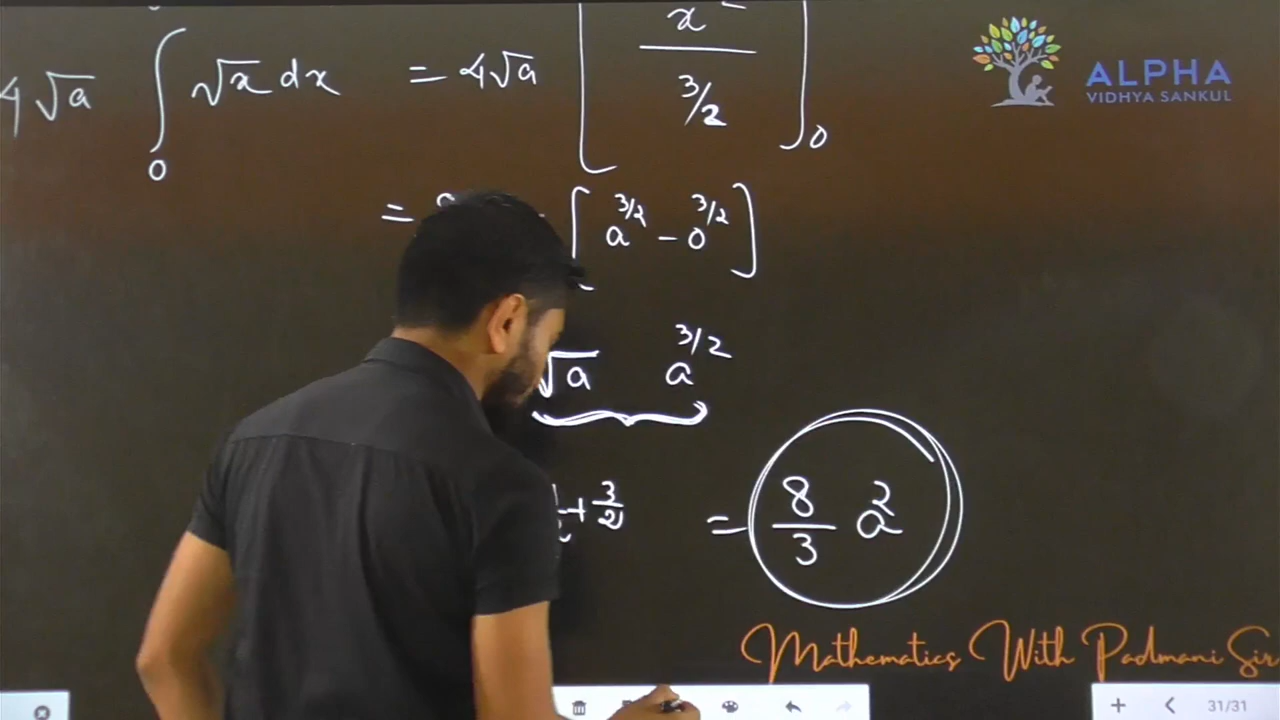 4√a ∫₀ √x dx = 4√a [ x / 3/2 ]₀
ALPHA
VIDHYA SANKUL
= [ a^3/2 − 0^3/2 ]
√a a^3/2
+ 3/2 = 8/3 a²
Mathematics With Padmani Sir
31/31